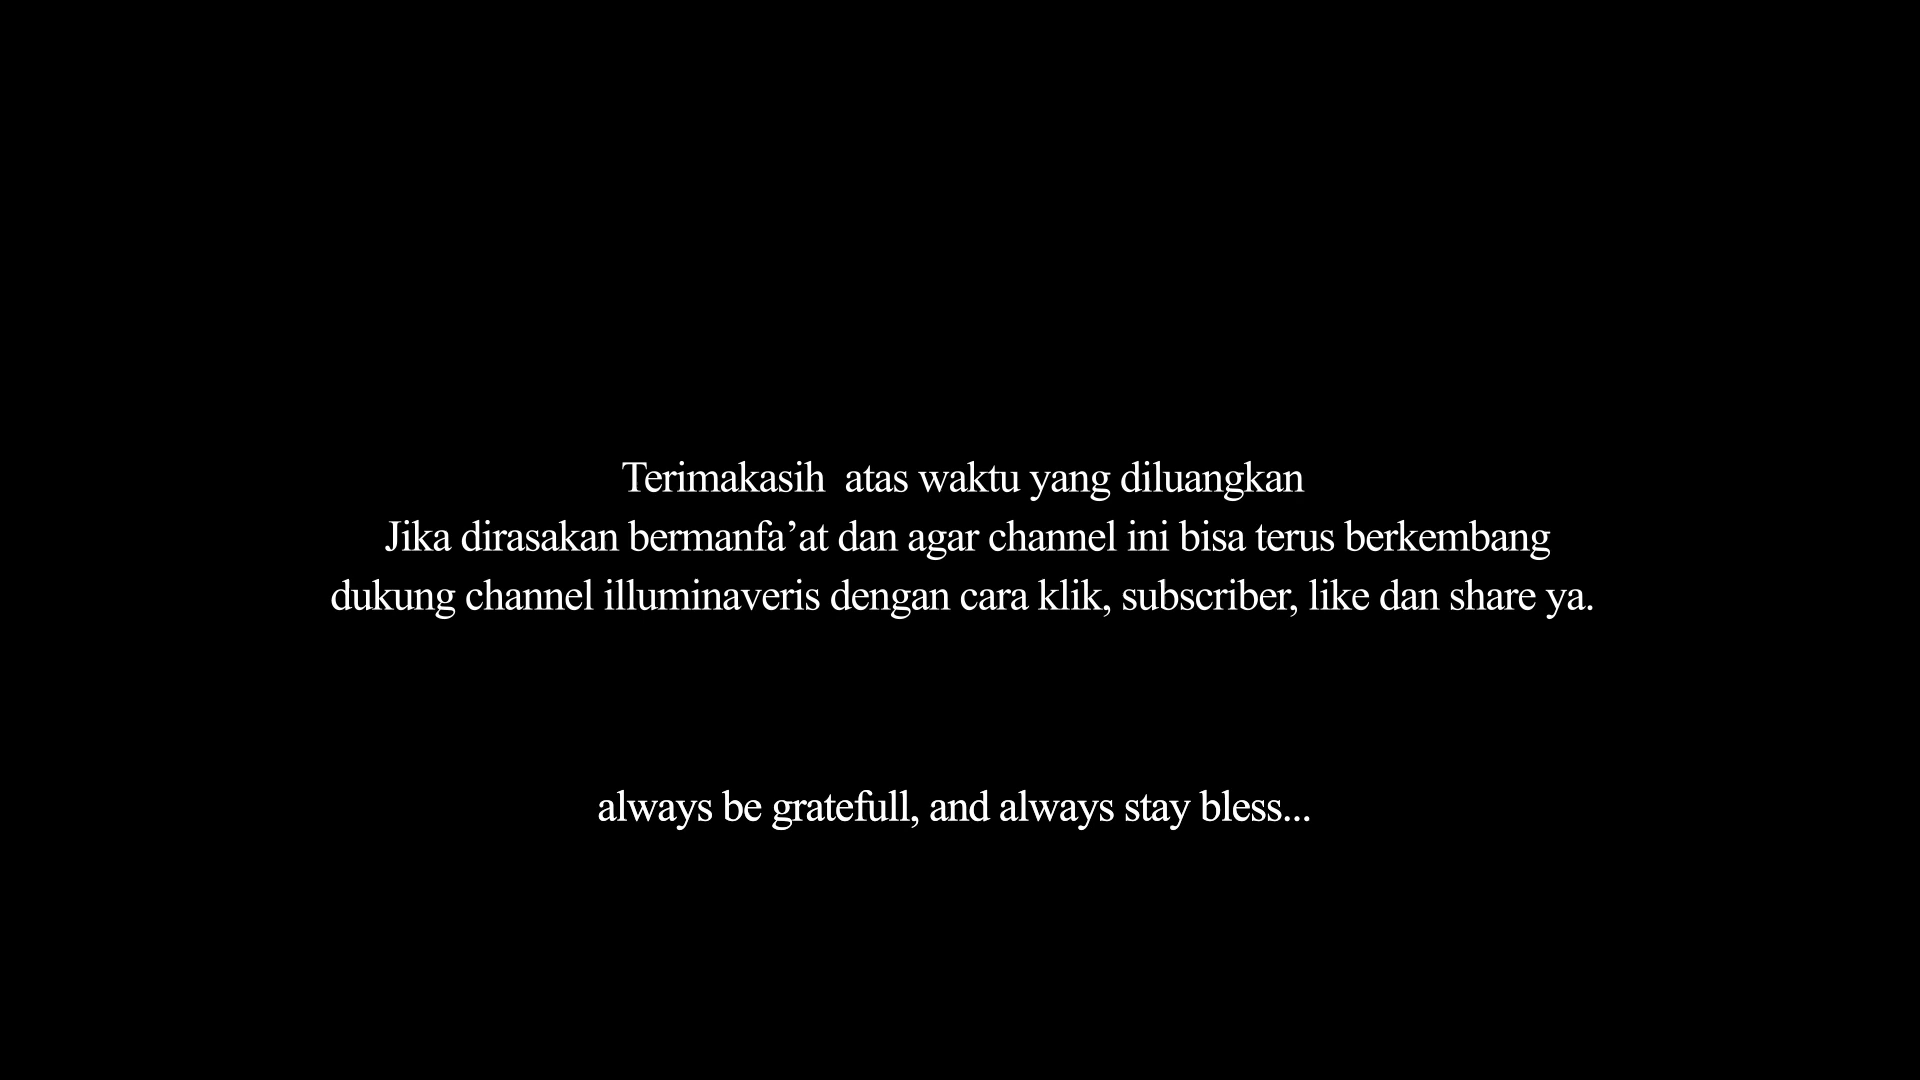 Terimakasih  atas waktu yang diluangkan
Jika dirasakan bermanfa’at dan agar channel ini bisa terus berkembang
dukung channel illuminaveris dengan cara klik, subscriber, like dan share ya.
always be gratefull, and always stay bless...